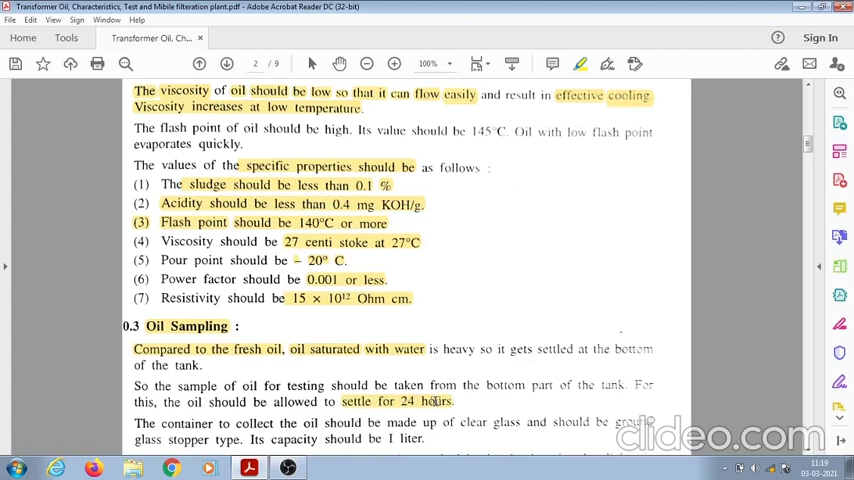 Transformer Oil, Characteristics, Test and Mibile filteration plant.pdf - Adobe Acrobat Reader DC (32-bit)
File Edit View Sign Window Help
Home Tools Transformer Oil, Ch... × Sign In
2 / 9 100%
The viscosity of oil should be low so that it can flow easily and result in effective cooling
Viscosity increases at low temperature.
The flash point of oil should be high. Its value should be 145°C. Oil with low flash point
evaporates quickly.
The values of the specific properties should be as follows :
(1) The sludge should be less than 0.1 %
(2) Acidity should be less than 0.4 mg KOH/g.
(3) Flash point should be 140°C or more
(4) Viscosity should be 27 centi stoke at 27°C
(5) Pour point should be – 20° C.
(6) Power factor should be 0.001 or less.
(7) Resistivity should be 15 × 10¹² Ohm cm.
0.3 Oil Sampling :
Compared to the fresh oil, oil saturated with water is heavy so it gets settled at the bottom
of the tank.
So the sample of oil for testing should be taken from the bottom part of the tank. For
this, the oil should be allowed to settle for 24 hours.
The container to collect the oil should be made up of clear glass and should be ground
glass stopper type. Its capacity should be 1 liter.
clideo.com
11:19
03-03-2021